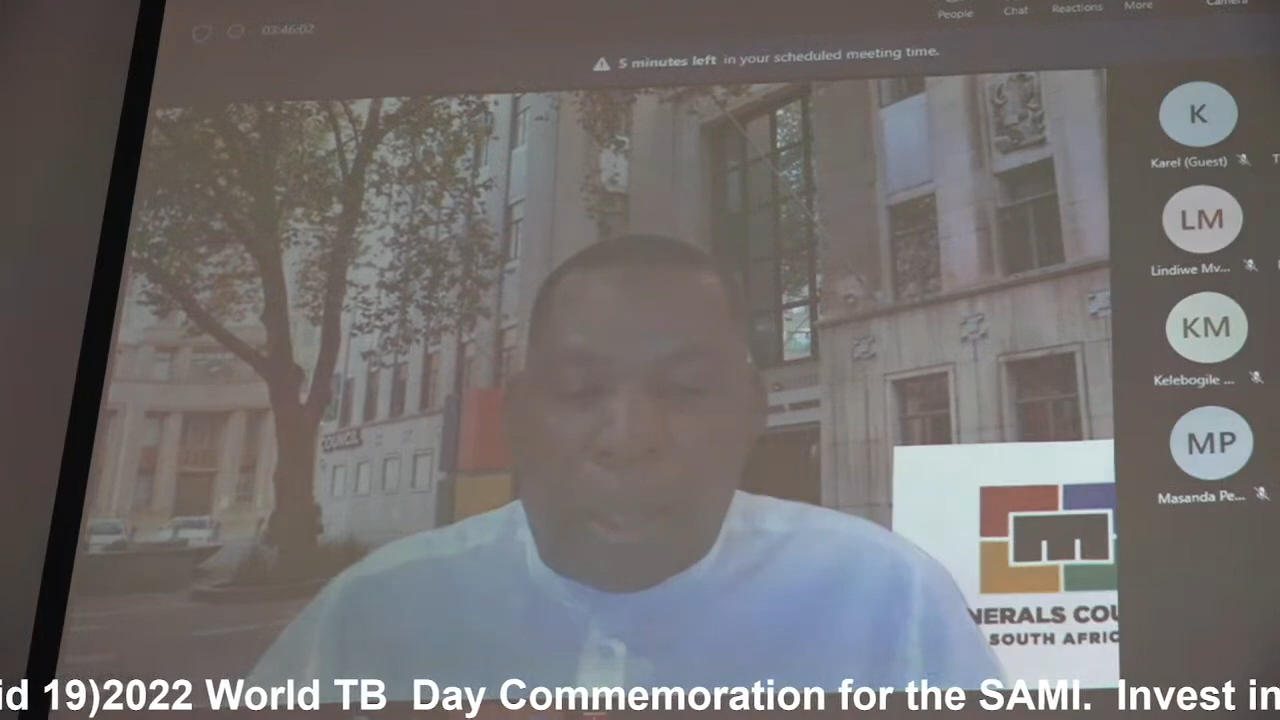 03:46:02
People Chat Reactions More Camera
5 minutes left in your scheduled meeting time.
K
Karel (Guest)
LM
Lindiwe Mv...
KM
Kelebogile ...
MP
Masanda Pe...
COUNCIL
NERALS COU
SOUTH AFRIC
id 19)2022 World TB Day Commemoration for the SAMI. Invest in